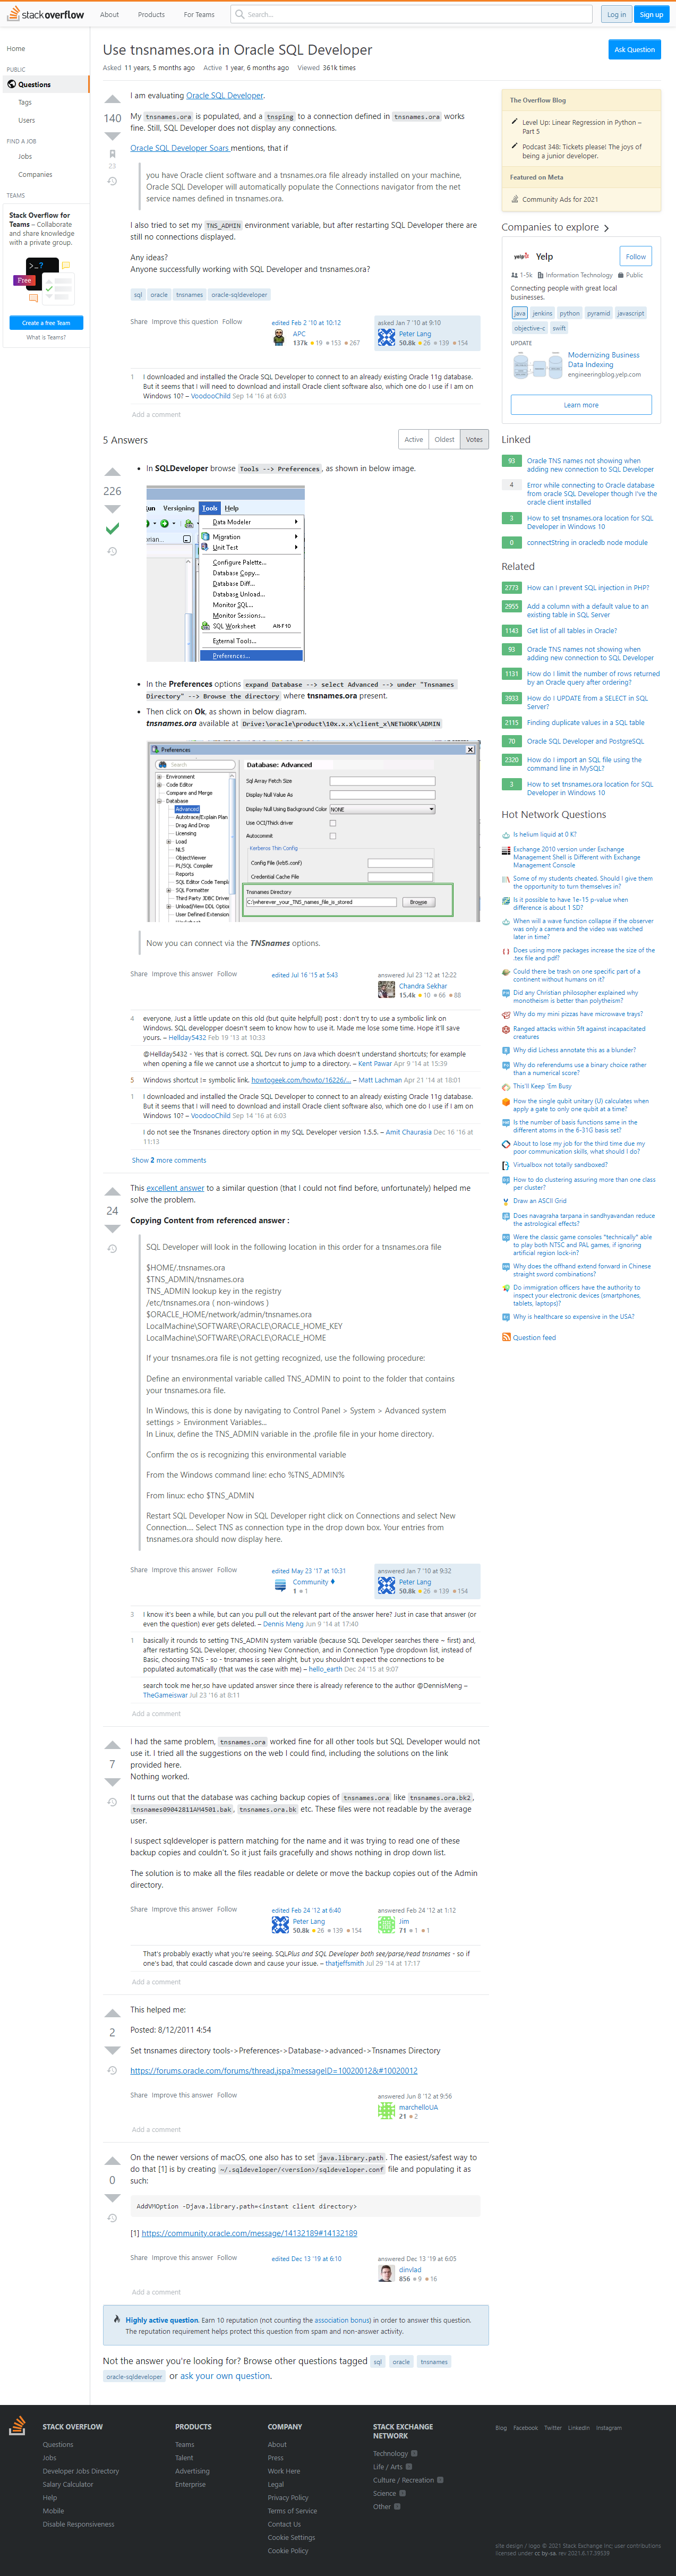 stackoverflow
About
Products
For Teams
Search...
Log in
Sign up
Home
PUBLIC
Questions
Tags
Users
FIND A JOB
Jobs
Companies
TEAMS
Stack Overflow for
Teams – Collaborate
and share knowledge
with a private group.
Free
Create a free Team
What is Teams?
Use tnsnames.ora in Oracle SQL Developer
Ask Question
Asked 11 years, 5 months ago Active 1 year, 6 months ago Viewed 361k times
140
23
I am evaluating Oracle SQL Developer.
My tnsnames.ora is populated, and a tnsping to a connection defined in tnsnames.ora works
fine. Still, SQL Developer does not display any connections.
Oracle SQL Developer Soars mentions, that if
you have Oracle client software and a tnsnames.ora file already installed on your machine,
Oracle SQL Developer will automatically populate the Connections navigator from the net
service names defined in tnsnames.ora.
I also tried to set my TNS_ADMIN environment variable, but after restarting SQL Developer there are
still no connections displayed.
Any ideas?
Anyone successfully working with SQL Developer and tnsnames.ora?
sql oracle tnsnames oracle-sqldeveloper
Share Improve this question Follow
edited Feb 2 '10 at 10:12
APC
137k 19 153 267
asked Jan 7 '10 at 9:10
Peter Lang
50.8k 26 139 154
1 I downloaded and installed the Oracle SQL Developer to connect to an already existing Oracle 11g database.
But it seems that I will need to download and install Oracle client software also, which one do I use if I am on
Windows 10? – VoodooChild Sep 14 '16 at 6:03
Add a comment
5 Answers
Active Oldest Votes
226
In SQLDeveloper browse Tools --> Preferences, as shown in below image.
Run Versioning Tools Help
Data Modeler
Migration
Unit Test
Configure Palette...
Database Copy...
Database Diff...
Database Unload...
Monitor SQL...
Monitor Sessions...
SQL Worksheet Alt-F10
External Tools...
Preferences...
In the Preferences options expand Database --> select Advanced --> under "Tnsnames
Directory" --> Browse the directory where tnsnames.ora present.
Then click on Ok, as shown in below diagram.
tnsnames.ora available at Drive:\oracle\product\10x.x.x\client_x\NETWORK\ADMIN
Preferences
Search
Environment
Code Editor
Compare and Merge
Database
Advanced
Autotrace/Explain Plan
Drag And Drop
Licensing
Load
NLS
ObjectViewer
PL/SQL Compiler
Reports
SQL Editor Code Templ
SQL Formatter
Third Party JDBC Driver
User Defined Extension
Database: Advanced
Sql Array Fetch Size
Display Null Value As
Display Null Using Background Color NONE
Use OCI/Thick driver
Autocommit
Kerberos Thin Config
Config File (krb5.conf)
Credential Cache File
Tnsnames Directory
C:\wherever_your_TNS_names_file_is_stored
Browse
Now you can connect via the TNSnames options.
Share Improve this answer Follow
edited Jul 16 '15 at 5:43
answered Jul 23 '12 at 12:22
Chandra Sekhar
15.4k 10 66 88
4 everyone, Just a little update on this old (but quite helpfull) post : don't try to use a symbolic link on
Windows. SQL developper doesn't seem to know how to use it. Made me lose some time. Hope it'll save
yours. – Hellday5432 Feb 19 '13 at 10:33
@Hellday5432 - Yes that is correct. SQL Dev runs on Java which doesn't understand shortcuts; for example
when opening a file we cannot use a shortcut to jump to a directory. – Kent Pawar Apr 9 '14 at 15:39
5 Windows shortcut != symbolic link. howtogeek.com/howto/16226/... – Matt Lachman Apr 21 '14 at 18:01
1 I downloaded and installed the Oracle SQL Developer to connect to an already existing Oracle 11g database.
But it seems that I will need to download and install Oracle client software also, which one do I use if I am on
Windows 10? – VoodooChild Sep 14 '16 at 6:03
I do not see the Tnsnames Directory option in my SQL Developer version 1.5.5. – Amit Chaurasia Dec 16 '16 at
11:13
Show 2 more comments
24
This excellent answer to a similar question (that I could not find before, unfortunately) helped me
solve the problem.
Copying Content from referenced answer :
SQL Developer will look in the following location in this order for a tnsnames.ora file
$HOME/.tnsnames.ora
$TNS_ADMIN/tnsnames.ora
TNS_ADMIN lookup key in the registry
/etc/tnsnames.ora ( non-windows )
$ORACLE_HOME/network/admin/tnsnames.ora
LocalMachine\SOFTWARE\ORACLE\ORACLE_HOME_KEY
LocalMachine\SOFTWARE\ORACLE\ORACLE_HOME
If your tnsnames.ora file is not getting recognized, use the following procedure:
Define an environmental variable called TNS_ADMIN to point to the folder that contains
your tnsnames.ora file.
In Windows, this is done by navigating to Control Panel > System > Advanced system
settings > Environment Variables...
In Linux, define the TNS_ADMIN variable in the .profile file in your home directory.
Confirm the os is recognizing this environmental variable
From the Windows command line: echo %TNS_ADMIN%
From linux: echo $TNS_ADMIN
Restart SQL Developer Now in SQL Developer right click on Connections and select New
Connection.... Select TNS as connection type in the drop down box. Your entries from
tnsnames.ora should now display here.
Share Improve this answer Follow
edited May 23 '17 at 10:31
Community ♦
1 1
answered Jan 7 '10 at 9:32
Peter Lang
50.8k 26 139 154
3 I know it's been a while, but can you pull out the relevant part of the answer here? Just in case that answer (or
even the question) ever gets deleted. – Dennis Meng Jun 9 '14 at 17:40
1 basically it rounds to setting TNS_ADMIN system variable (because SQL Developer searches there ~ first) and,
after restarting SQL Developer, choosing New Connection, and in Connection Type dropdown list, instead of
Basic, choosing TNS - so - tnsnames is seen alright, but you shouldn't expect the connections to be
populated automatically (that was the case with me) – hello_earth Dec 24 '15 at 9:07
search took me her,so have updated answer since there is already reference to the author @DennisMeng –
TheGameiswar Jul 23 '16 at 8:11
Add a comment
7
I had the same problem, tnsnames.ora worked fine for all other tools but SQL Developer would not
use it. I tried all the suggestions on the web I could find, including the solutions on the link
provided here.
Nothing worked.
It turns out that the database was caching backup copies of tnsnames.ora like tnsnames.ora.bk2,
tnsnames09042811AM4501.bak, tnsnames.ora.bk etc. These files were not readable by the average
user.
I suspect sqldeveloper is pattern matching for the name and it was trying to read one of these
backup copies and couldn't. So it just fails gracefully and shows nothing in drop down list.
The solution is to make all the files readable or delete or move the backup copies out of the Admin
directory.
Share Improve this answer Follow
edited Feb 24 '12 at 6:40
Peter Lang
50.8k 26 139 154
answered Feb 24 '12 at 1:12
Jim
71 1 1
That's probably exactly what you're seeing. SQLPlus and SQL Developer both see/parse/read tnsnames - so if
one's bad, that could cascade down and cause your issue. – thatjeffsmith Jul 29 '14 at 17:17
Add a comment
2
This helped me:
Posted: 8/12/2011 4:54
Set tnsnames directory tools->Preferences->Database->advanced->Tnsnames Directory
https://forums.oracle.com/forums/thread.jspa?messageID=10020012&#10020012
Share Improve this answer Follow
answered Jun 8 '12 at 9:56
marchelloUA
21 2
Add a comment
0
On the newer versions of macOS, one also has to set java.library.path. The easiest/safest way to
do that [1] is by creating ~/.sqldeveloper/<version>/sqldeveloper.conf file and populating it as
such:
AddVMOption -Djava.library.path=<instant client directory>
[1] https://community.oracle.com/message/14132189#14132189
Share Improve this answer Follow
edited Dec 13 '19 at 6:10
answered Dec 13 '19 at 6:05
dinvlad
856 9 16
Add a comment
Highly active question. Earn 10 reputation (not counting the association bonus) in order to answer this question.
The reputation requirement helps protect this question from spam and non-answer activity.
Not the answer you're looking for? Browse other questions tagged sql oracle tnsnames
oracle-sqldeveloper or ask your own question.
The Overflow Blog
Level Up: Linear Regression in Python –
Part 5
Podcast 348: Tickets please! The joys of
being a junior developer.
Featured on Meta
Community Ads for 2021
Companies to explore
Yelp
Follow
1-5k Information Technology Public
Connecting people with great local
businesses.
java jenkins python pyramid javascript
objective-c swift
UPDATE
Modernizing Business
Data Indexing
engineeringblog.yelp.com
Learn more
Linked
93 Oracle TNS names not showing when
adding new connection to SQL Developer
4 Error while connecting to Oracle database
from oracle SQL Developer though I've the
oracle client installed
3 How to set tnsnames.ora location for SQL
Developer in Windows 10
0 connectString in oracledb node module
Related
2773 How can I prevent SQL injection in PHP?
2955 Add a column with a default value to an
existing table in SQL Server
1143 Get list of all tables in Oracle?
93 Oracle TNS names not showing when
adding new connection to SQL Developer
1131 How do I limit the number of rows returned
by an Oracle query after ordering?
3933 How do I UPDATE from a SELECT in SQL
Server?
2115 Finding duplicate values in a SQL table
70 Oracle SQL Developer and PostgreSQL
2320 How do I import an SQL file using the
command line in MySQL?
3 How to set tnsnames.ora location for SQL
Developer in Windows 10
Hot Network Questions
Is helium liquid at 0 K?
Exchange 2010 version under Exchange
Management Shell is Different with Exchange
Management Console
Some of my students cheated. Should I give them
the opportunity to turn themselves in?
Is it possible to have 1e-15 p-value when
difference is about 1 SD?
When will a wave function collapse if the observer
was only a camera and the video was watched
later in time?
Does using more packages increase the size of the
.tex file and pdf?
Could there be trash on one specific part of a
continent without humans on it?
Did any Christian philosopher explained why
monotheism is better than polytheism?
Why do my mini pizzas have microwave trays?
Ranged attacks within 5ft against incapacitated
creatures
Why did Lichess annotate this as a blunder?
Why do referendums use a binary choice rather
than a numerical score?
This'll Keep 'Em Busy
How the single qubit unitary (U) calculates when
apply a gate to only one qubit at a time?
Is the number of basis functions same in the
different atoms in the 6-31G basis set?
About to lose my job for the third time due my
poor communication skills; what should I do?
Virtualbox not totally sandboxed?
How to do clustering assuring more than one class
per cluster?
Draw an ASCII Grid
Does navagraha tarpana in sandhyavandan reduce
the astrological effects?
Were the classic game consoles "technically" able
to play both NTSC and PAL games, if ignoring
artificial region lock-in?
Why does the offhand extend forward in Chinese
straight sword combinations?
Do immigration officers have the authority to
inspect your electronic devices (smartphones,
tablets, laptops)?
Why is healthcare so expensive in the USA?
Question feed
STACK OVERFLOW
Questions
Jobs
Developer Jobs Directory
Salary Calculator
Help
Mobile
Disable Responsiveness
PRODUCTS
Teams
Talent
Advertising
Enterprise
COMPANY
About
Press
Work Here
Legal
Privacy Policy
Terms of Service
Contact Us
Cookie Settings
Cookie Policy
STACK EXCHANGE
NETWORK
Technology
Life / Arts
Culture / Recreation
Science
Other
Blog Facebook Twitter LinkedIn Instagram
site design / logo © 2021 Stack Exchange Inc; user contributions
licensed under cc by-sa. rev 2021.6.17.39539